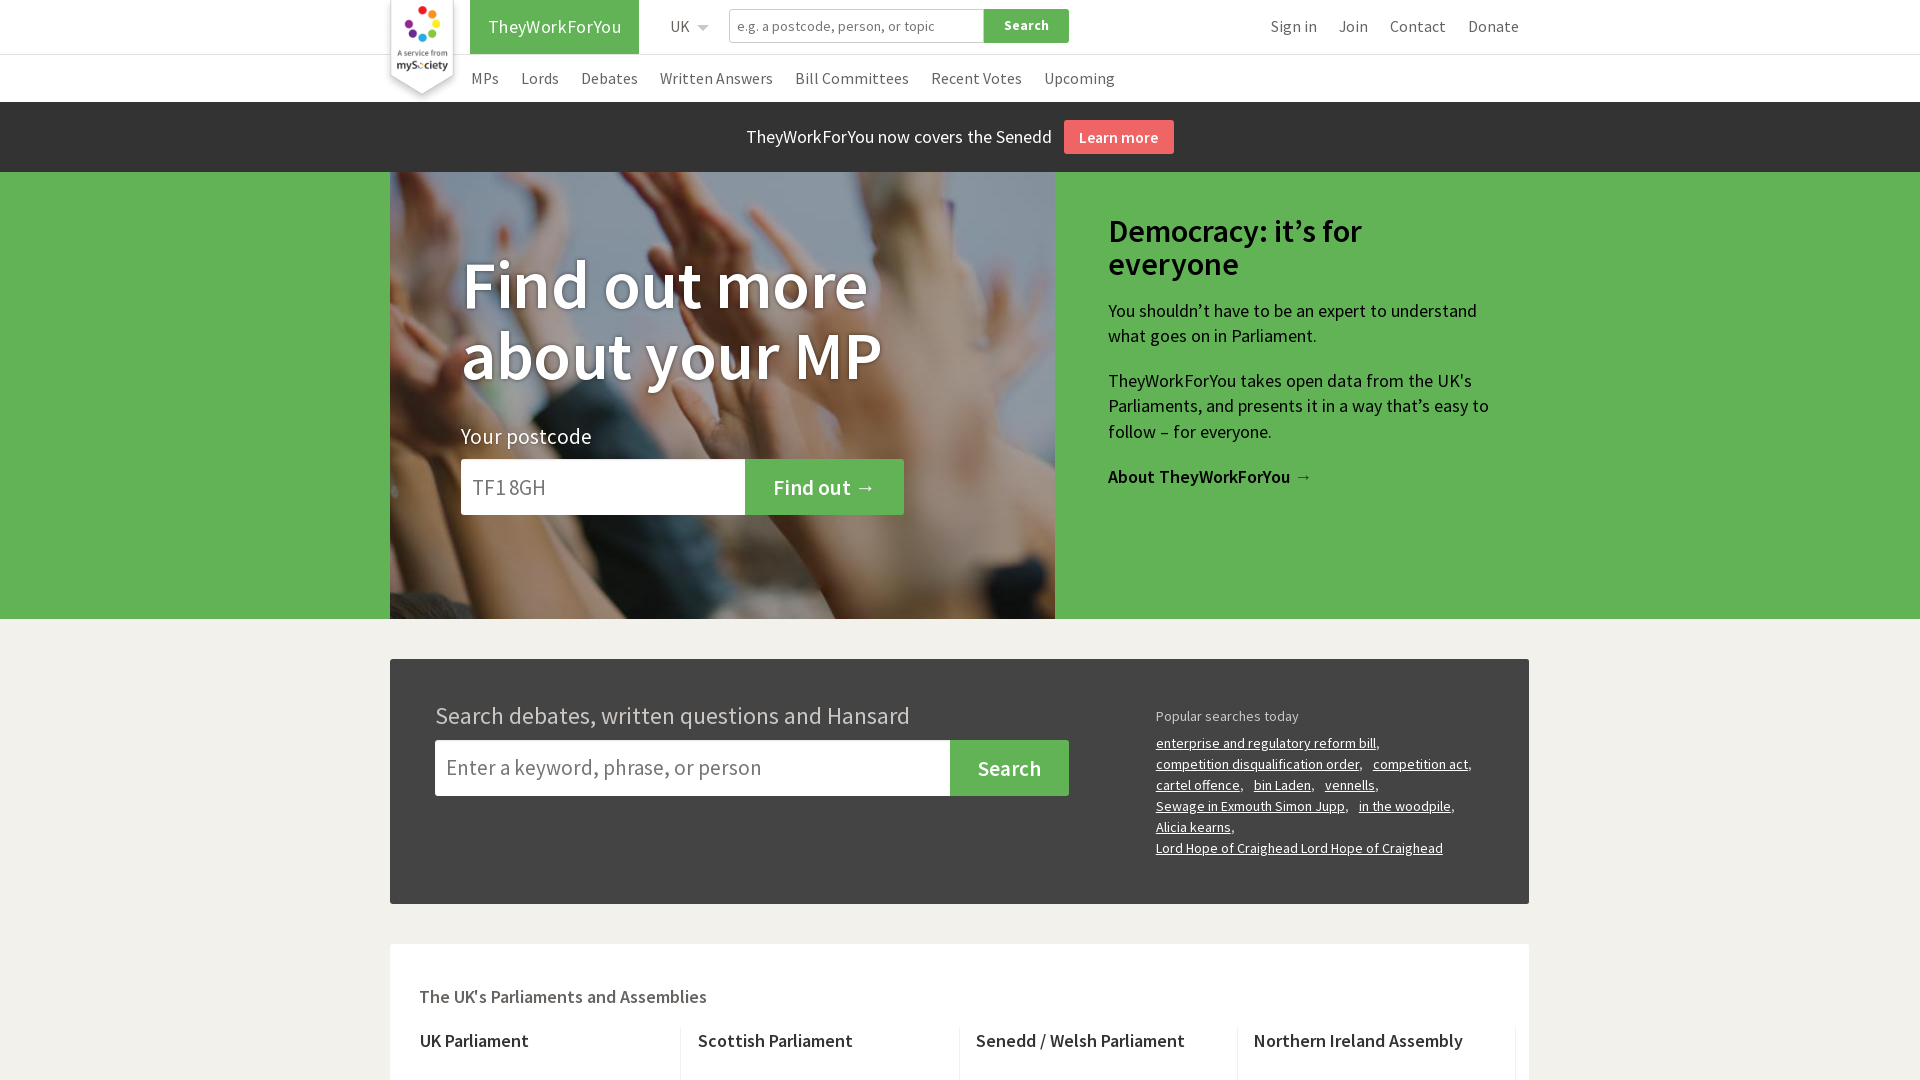 A service from
mySociety
TheyWorkForYou
UK
e.g. a postcode, person, or topic
Search
Sign in
Join
Contact
Donate
MPs
Lords
Debates
Written Answers
Bill Committees
Recent Votes
Upcoming
TheyWorkForYou now covers the Senedd
Learn more
Find out more
about your MP
Your postcode
TF1 8GH
Find out →
Democracy: it’s for
everyone
You shouldn’t have to be an expert to understand
what goes on in Parliament.
TheyWorkForYou takes open data from the UK's
Parliaments, and presents it in a way that’s easy to
follow – for everyone.
About TheyWorkForYou →
Search debates, written questions and Hansard
Enter a keyword, phrase, or person
Search
Popular searches today
enterprise and regulatory reform bill,
competition disqualification order, competition act,
cartel offence, bin Laden, vennells,
Sewage in Exmouth Simon Jupp, in the woodpile,
Alicia kearns,
Lord Hope of Craighead Lord Hope of Craighead
The UK's Parliaments and Assemblies
UK Parliament
Scottish Parliament
Senedd / Welsh Parliament
Northern Ireland Assembly